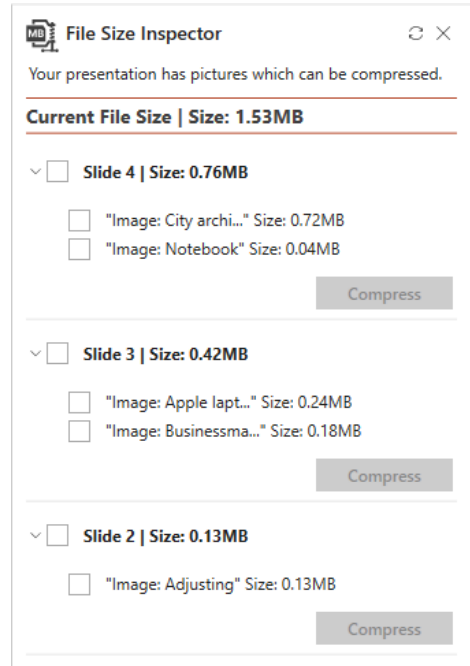 MB File Size Inspector
Your presentation has pictures which can be compressed.
Current File Size | Size: 1.53MB
Slide 4 | Size: 0.76MB
"Image: City archi..." Size: 0.72MB
"Image: Notebook" Size: 0.04MB
Compress
Slide 3 | Size: 0.42MB
"Image: Apple lapt..." Size: 0.24MB
"Image: Businessma..." Size: 0.18MB
Compress
Slide 2 | Size: 0.13MB
"Image: Adjusting" Size: 0.13MB
Compress